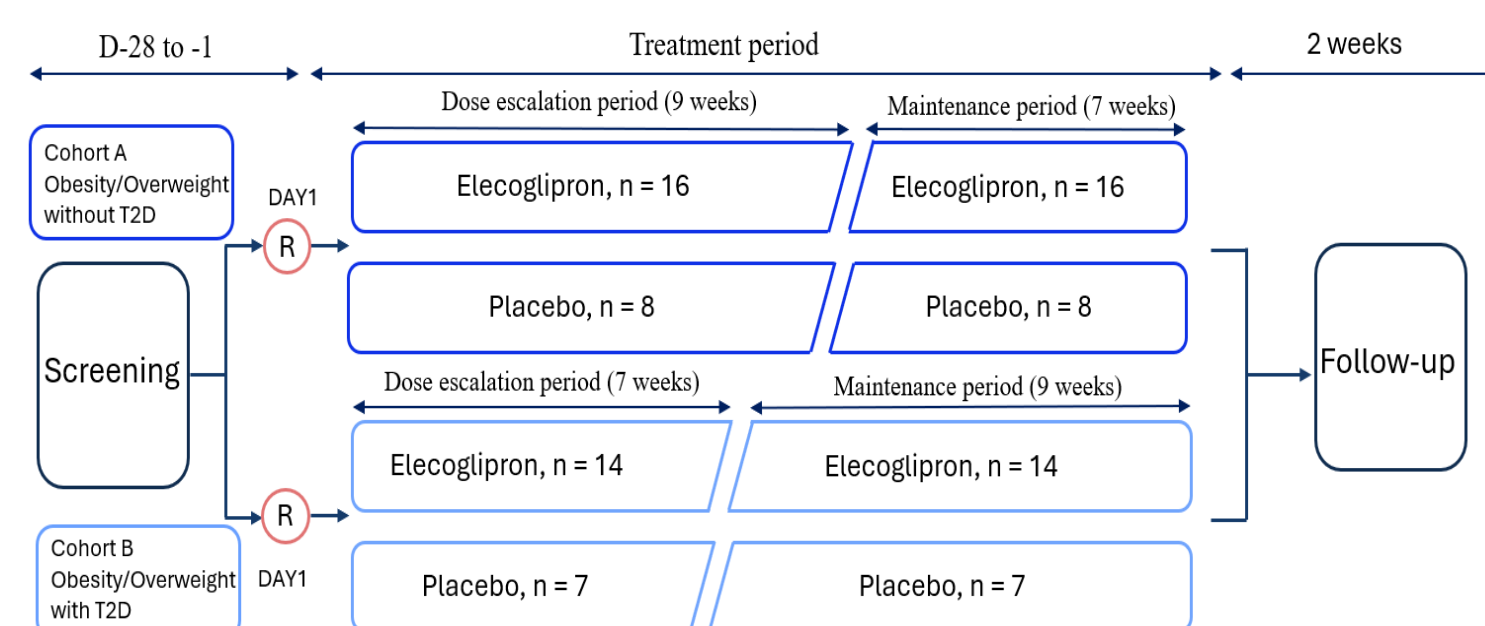 D-28 to -1
Treatment period
2 weeks
Dose escalation period (9 weeks)
Maintenance period (7 weeks)
Cohort A
Obesity/Overweight
without T2D
DAY1
R
Elecoglipron, n = 16
Elecoglipron, n = 16
Placebo, n = 8
Placebo, n = 8
Screening
Follow-up
Dose escalation period (7 weeks)
Maintenance period (9 weeks)
Elecoglipron, n = 14
Elecoglipron, n = 14
R
DAY1
Cohort B
Obesity/Overweight
with T2D
Placebo, n = 7
Placebo, n = 7